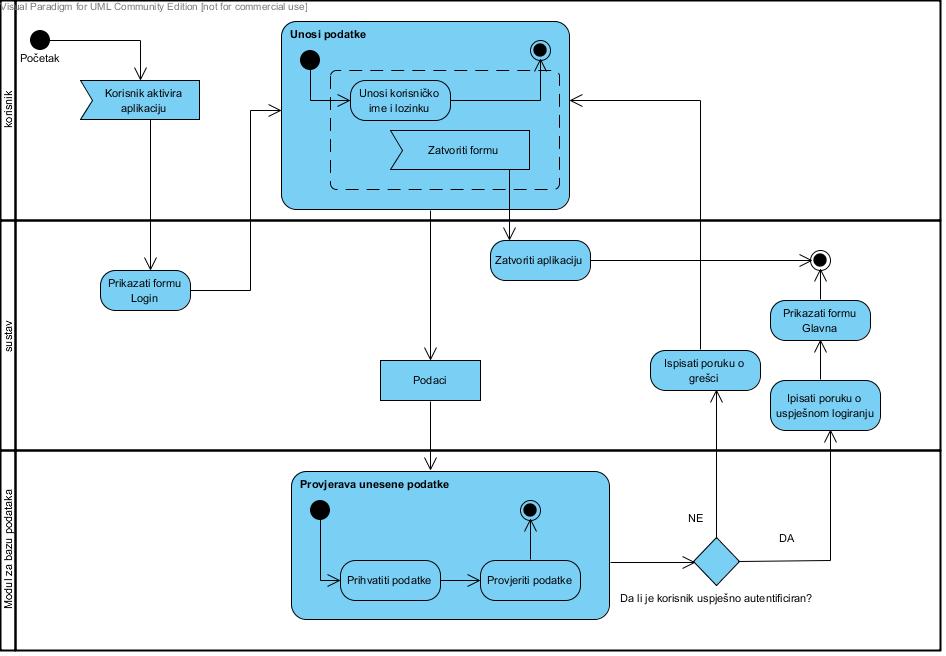 Visual Paradigm for UML Community Edition [not for commercial use]
korisnik
Početak
Korisnik aktivira
aplikaciju
Unosi podatke
Unosi korisničko
ime i lozinku
Zatvoriti formu
sustav
Prikazati formu
Login
Zatvoriti aplikaciju
Podaci
Ispisati poruku o
grešci
Prikazati formu
Glavna
Ipisati poruku o
uspješnom logiranju
Modul za bazu podataka
Provjerava unesene podatke
Prihvatiti podatke
Provjeriti podatke
NE
DA
Da li je korisnik uspješno autentificiran?